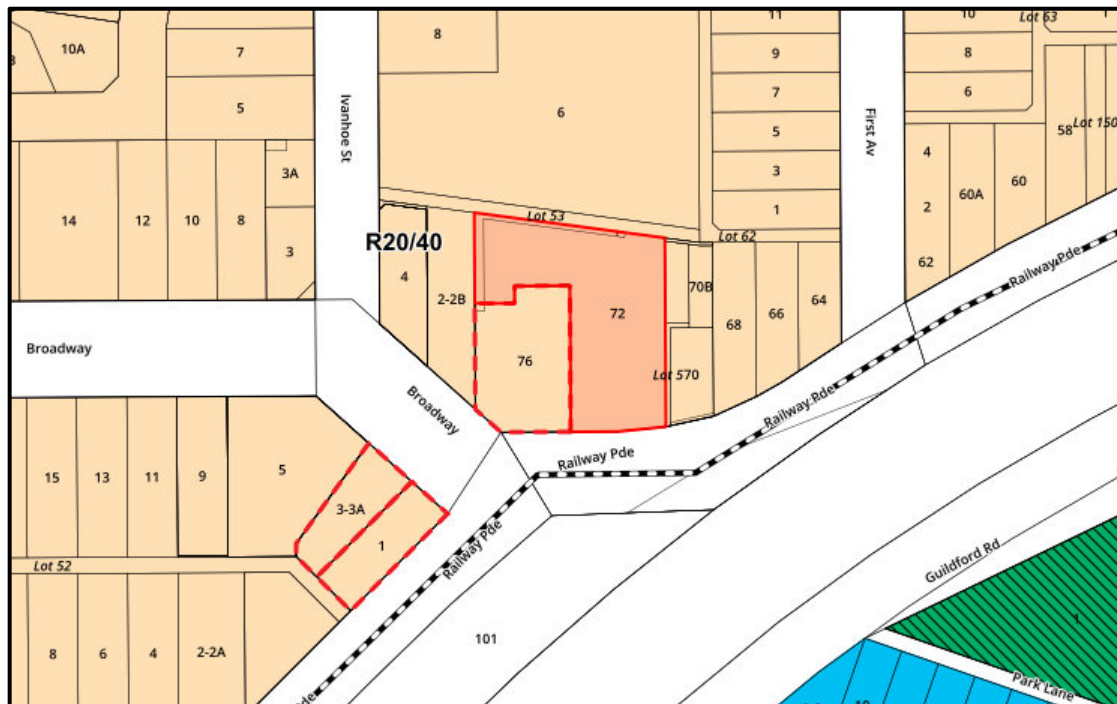 11
10
Lot 63
1
10A
7
8
9
8
3
5
6
7
6
5
4
58
Lot 150
Ivanhoe St
First Av
3A
3
14
12
10
8
1
2
60A
60
3
4
2-2B
Lot 53
Lot 62
R20/40
62
70B
72
68
66
64
Railway Pde
Broadway
76
Lot 570
Railway Pde
Broadway
Railway Pde
15
13
11
9
5
3-3A
1
Railway Pde
Guildford Rd
Lot 52
8
6
4
2-2A
101
1
Park Lane
10